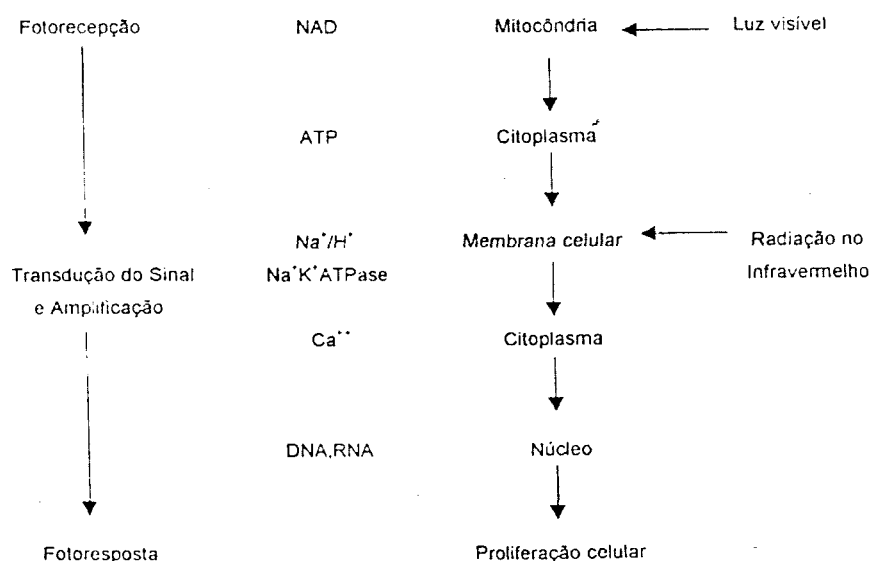 Fotorecepção NAD Mitocôndria Luz visível
ATP Citoplasma
Na⁺/H⁺ Membrana celular Radiação no
Transdução do Sinal Na⁺K⁺ATPase Infravermelho
e Amplificação
Ca⁺⁺ Citoplasma
DNA,RNA Núcleo
Fotoresposta Proliferação celular